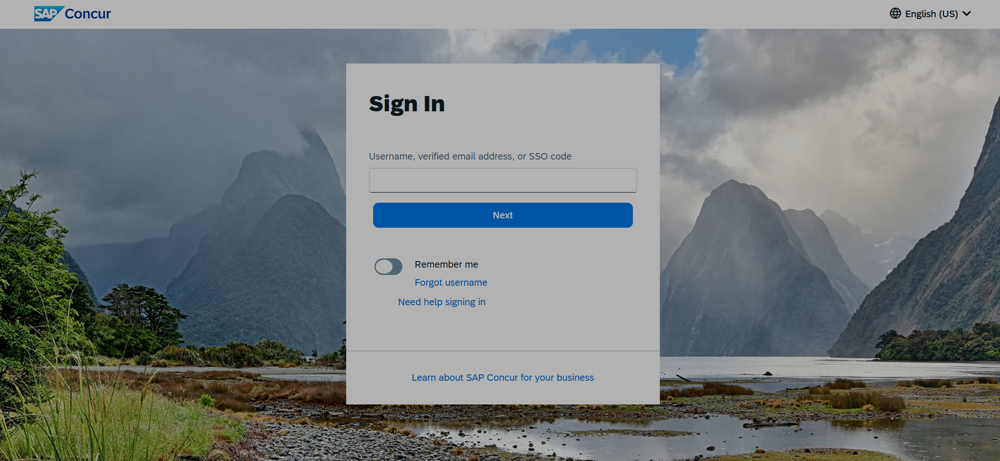 SAP Concur
English (US)
Sign In
Username, verified email address, or SSO code
Next
Remember me
Forgot username
Need help signing in
Learn about SAP Concur for your business